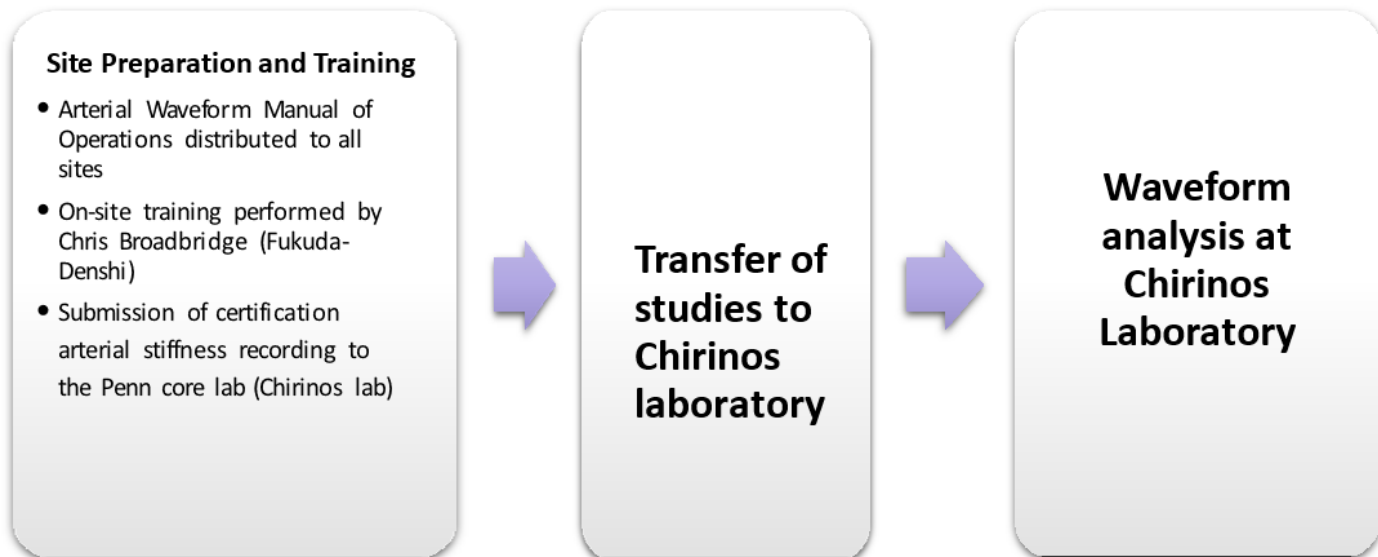 Site Preparation and Training
• Arterial Waveform Manual of
Operations distributed to all
sites
• On-site training performed by
Chris Broadbridge (Fukuda-
Denshi)
• Submission of certification
arterial stiffness recording to
the Penn core lab (Chirinos lab)
Transfer of
studies to
Chirinos
laboratory
Waveform
analysis at
Chirinos
Laboratory